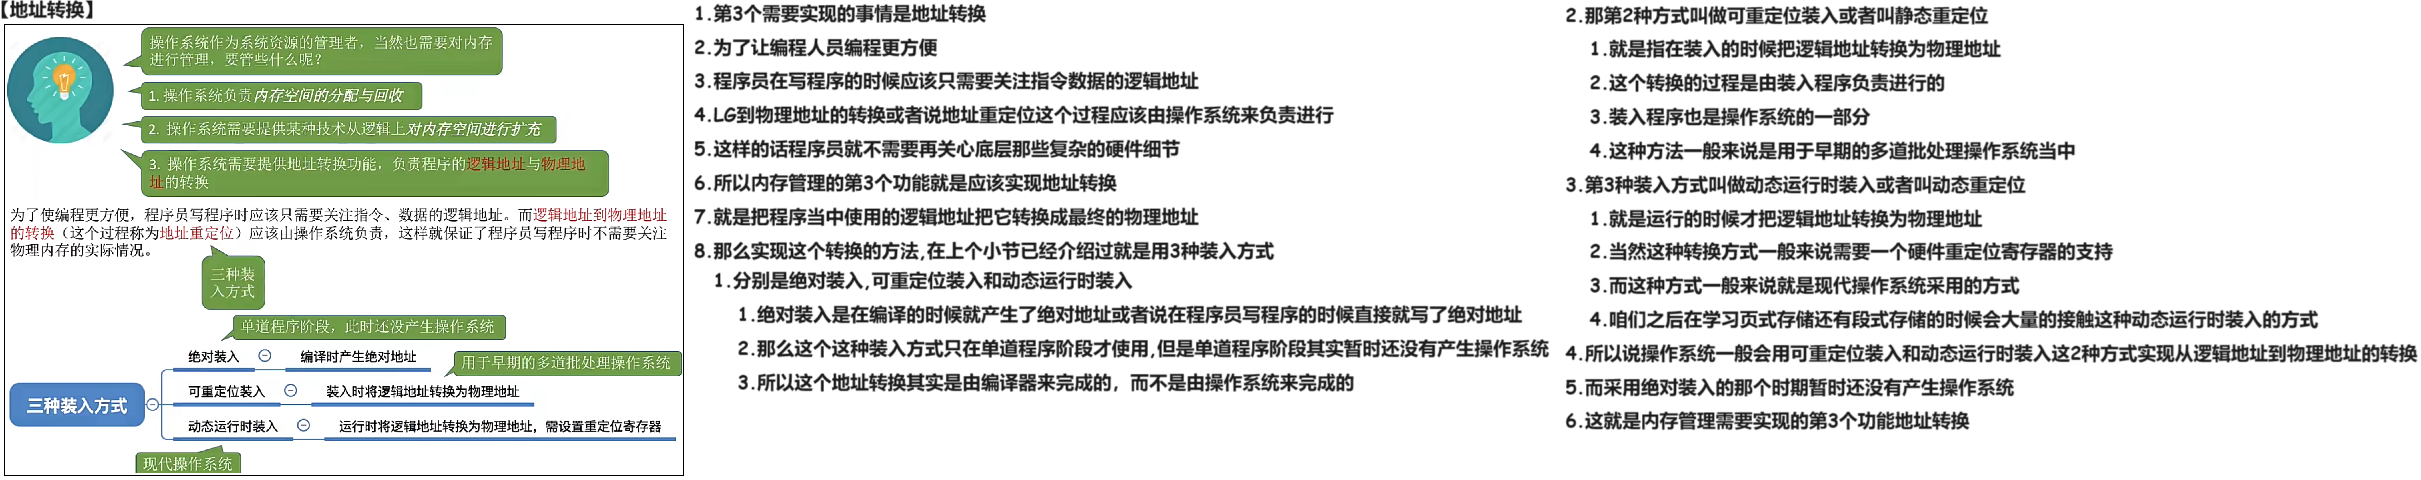 【地址转换】
操作系统作为系统资源的管理者，当然也需要对内存
进行管理，要管些什么呢？
1. 操作系统负责内存空间的分配与回收
2. 操作系统需要提供某种技术从逻辑上对内存空间进行扩充
3. 操作系统需要提供地址转换功能，负责程序的逻辑地址与物理地
址的转换
为了使编程更方便，程序员写程序时应该只需要关注指令、数据的逻辑地址。而逻辑地址到物理地址
的转换（这个过程称为地址重定位）应该由操作系统负责，这样就保证了程序员写程序时不需要关注
物理内存的实际情况。
三种装
入方式
单道程序阶段，此时还没产生操作系统
绝对装入
编译时产生绝对地址
用于早期的多道批处理操作系统
三种装入方式
可重定位装入
装入时将逻辑地址转换为物理地址
动态运行时装入
运行时将逻辑地址转换为物理地址，需设置重定位寄存器
现代操作系统
1.第3个需要实现的事情是地址转换
2.为了让编程人员编程更方便
3.程序员在写程序的时候应该只需要关注指令数据的逻辑地址
4.LG到物理地址的转换或者说地址重定位这个过程应该由操作系统来负责进行
5.这样的话程序员就不需要再关心底层那些复杂的硬件细节
6.所以内存管理的第3个功能就是应该实现地址转换
7.就是把程序当中使用的逻辑地址把它转换成最终的物理地址
8.那么实现这个转换的方法,在上个小节已经介绍过就是用3种装入方式
1.分别是绝对装入,可重定位装入和动态运行时装入
1.绝对装入是在编译的时候就产生了绝对地址或者说在程序员写程序的时候直接就写了绝对地址
2.那么这个这种装入方式只在单道程序阶段才使用,但是单道程序阶段其实暂时还没有产生操作系统
3.所以这个地址转换其实是由编译器来完成的，而不是由操作系统来完成的
2.那第2种方式叫做可重定位装入或者叫静态重定位
1.就是指在装入的时候把逻辑地址转换为物理地址
2.这个转换的过程是由装入程序负责进行的
3.装入程序也是操作系统的一部分
4.这种方法一般来说是用于早期的多道批处理操作系统当中
3.第3种装入方式叫做动态运行时装入或者叫动态重定位
1.就是运行的时候才把逻辑地址转换为物理地址
2.当然这种转换方式一般来说需要一个硬件重定位寄存器的支持
3.而这种方式一般来说就是现代操作系统采用的方式
4.咱们之后在学习页式存储还有段式存储的时候会大量的接触这种动态运行时装入的方式
4.所以说操作系统一般会用可重定位装入和动态运行时装入这2种方式实现从逻辑地址到物理地址的转换
5.而采用绝对装入的那个时期暂时还没有产生操作系统
6.这就是内存管理需要实现的第3个功能地址转换